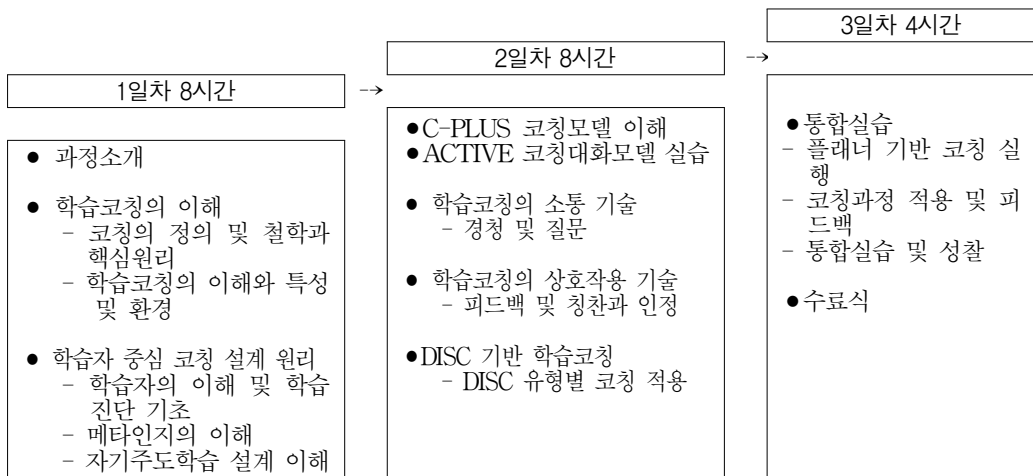 1일차 8시간
-->
● 과정소개
● 학습코칭의 이해
- 코칭의 정의 및 철학과
핵심원리
- 학습코칭의 이해와 특성
및 환경
● 학습자 중심 코칭 설계 원리
- 학습자의 이해 및 학습
진단 기초
- 메타인지의 이해
- 자기주도학습 설계 이해
2일차 8시간
-->
●C-PLUS 코칭모델 이해
●ACTIVE 코칭대화모델 실습
● 학습코칭의 소통 기술
- 경청 및 질문
● 학습코칭의 상호작용 기술
- 피드백 및 칭찬과 인정
●DISC 기반 학습코칭
- DISC 유형별 코칭 적용
3일차 4시간
●통합실습
- 플래너 기반 코칭 실
행
- 코칭과정 적용 및 피
드백
- 통합실습 및 성찰
●수료식